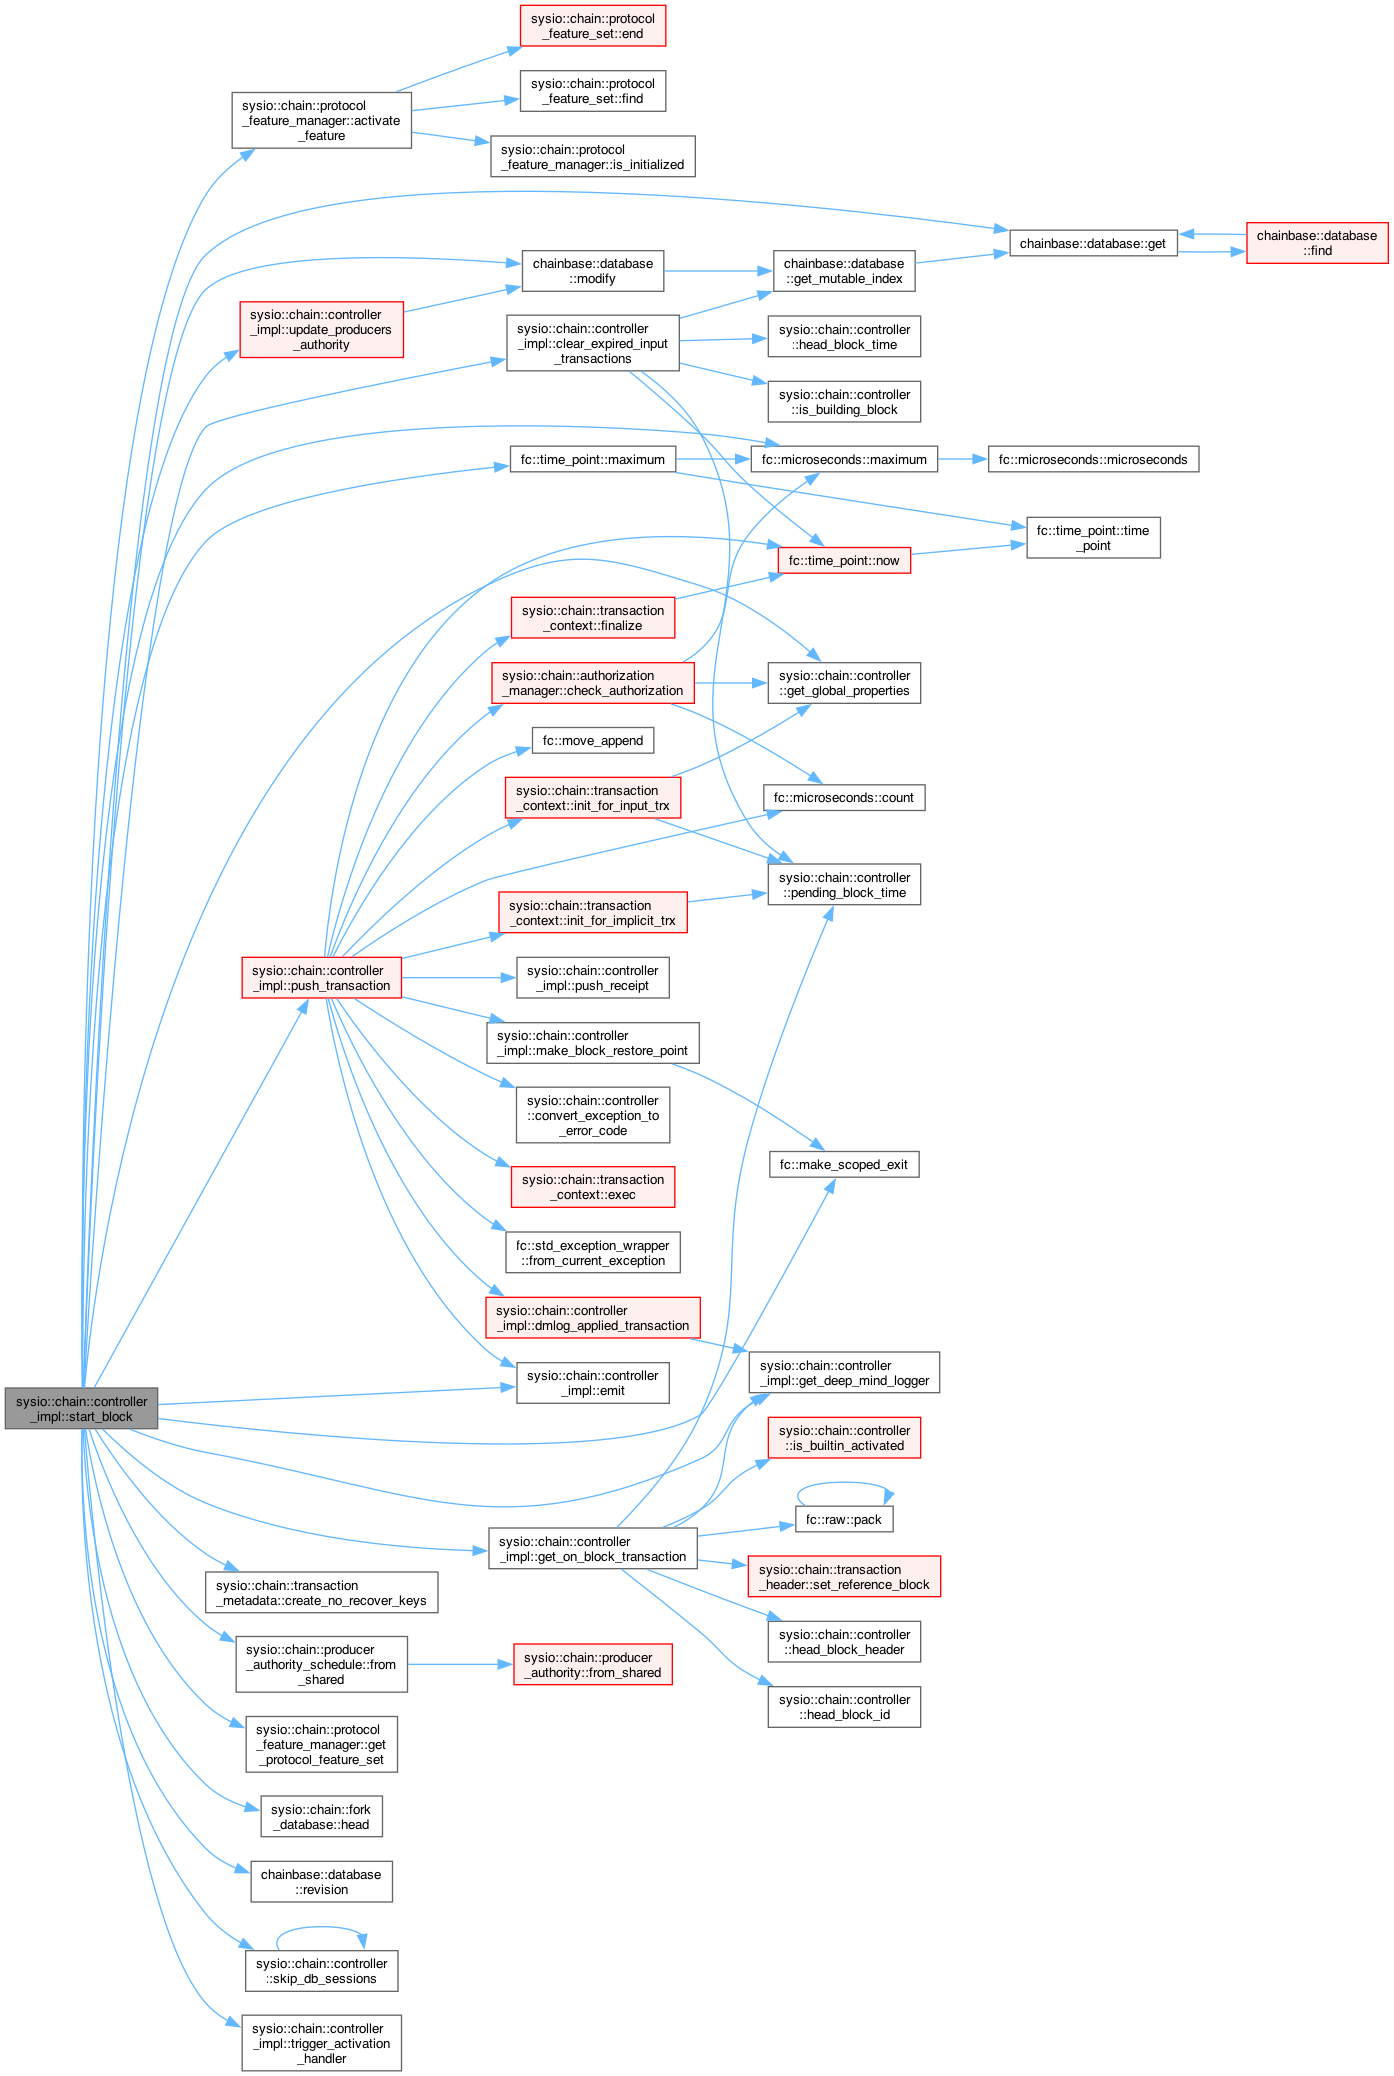 sysio::chain::protocol
_feature_set::end
sysio::chain::protocol
_feature_set::find
sysio::chain::protocol
_feature_manager::activate
_feature
sysio::chain::protocol
_feature_manager::is_initialized
chainbase::database::get
chainbase::database
::find
chainbase::database
::modify
chainbase::database
::get_mutable_index
sysio::chain::controller
_impl::update_producers
_authority
sysio::chain::controller
_impl::clear_expired_input
_transactions
sysio::chain::controller
::head_block_time
sysio::chain::controller
::is_building_block
fc::time_point::maximum
fc::microseconds::maximum
fc::microseconds::microseconds
fc::time_point::time
_point
fc::time_point::now
sysio::chain::transaction
_context::finalize
sysio::chain::authorization
_manager::check_authorization
sysio::chain::controller
::get_global_properties
fc::move_append
sysio::chain::transaction
_context::init_for_input_trx
fc::microseconds::count
sysio::chain::controller
::pending_block_time
sysio::chain::transaction
_context::init_for_implicit_trx
sysio::chain::controller
_impl::push_transaction
sysio::chain::controller
_impl::push_receipt
sysio::chain::controller
_impl::make_block_restore_point
sysio::chain::controller
::convert_exception_to
_error_code
fc::make_scoped_exit
sysio::chain::transaction
_context::exec
fc::std_exception_wrapper
::from_current_exception
sysio::chain::controller
_impl::dmlog_applied_transaction
sysio::chain::controller
_impl::get_deep_mind_logger
sysio::chain::controller
_impl::emit
sysio::chain::controller
_impl::start_block
sysio::chain::controller
::is_builtin_activated
fc::raw::pack
sysio::chain::controller
_impl::get_on_block_transaction
sysio::chain::transaction
_header::set_reference_block
sysio::chain::transaction
_metadata::create_no_recover_keys
sysio::chain::controller
::head_block_header
sysio::chain::producer
_authority_schedule::from
_shared
sysio::chain::producer
_authority::from_shared
sysio::chain::controller
::head_block_id
sysio::chain::protocol
_feature_manager::get
_protocol_feature_set
sysio::chain::fork
_database::head
chainbase::database
::revision
sysio::chain::controller
::skip_db_sessions
sysio::chain::controller
_impl::trigger_activation
_handler